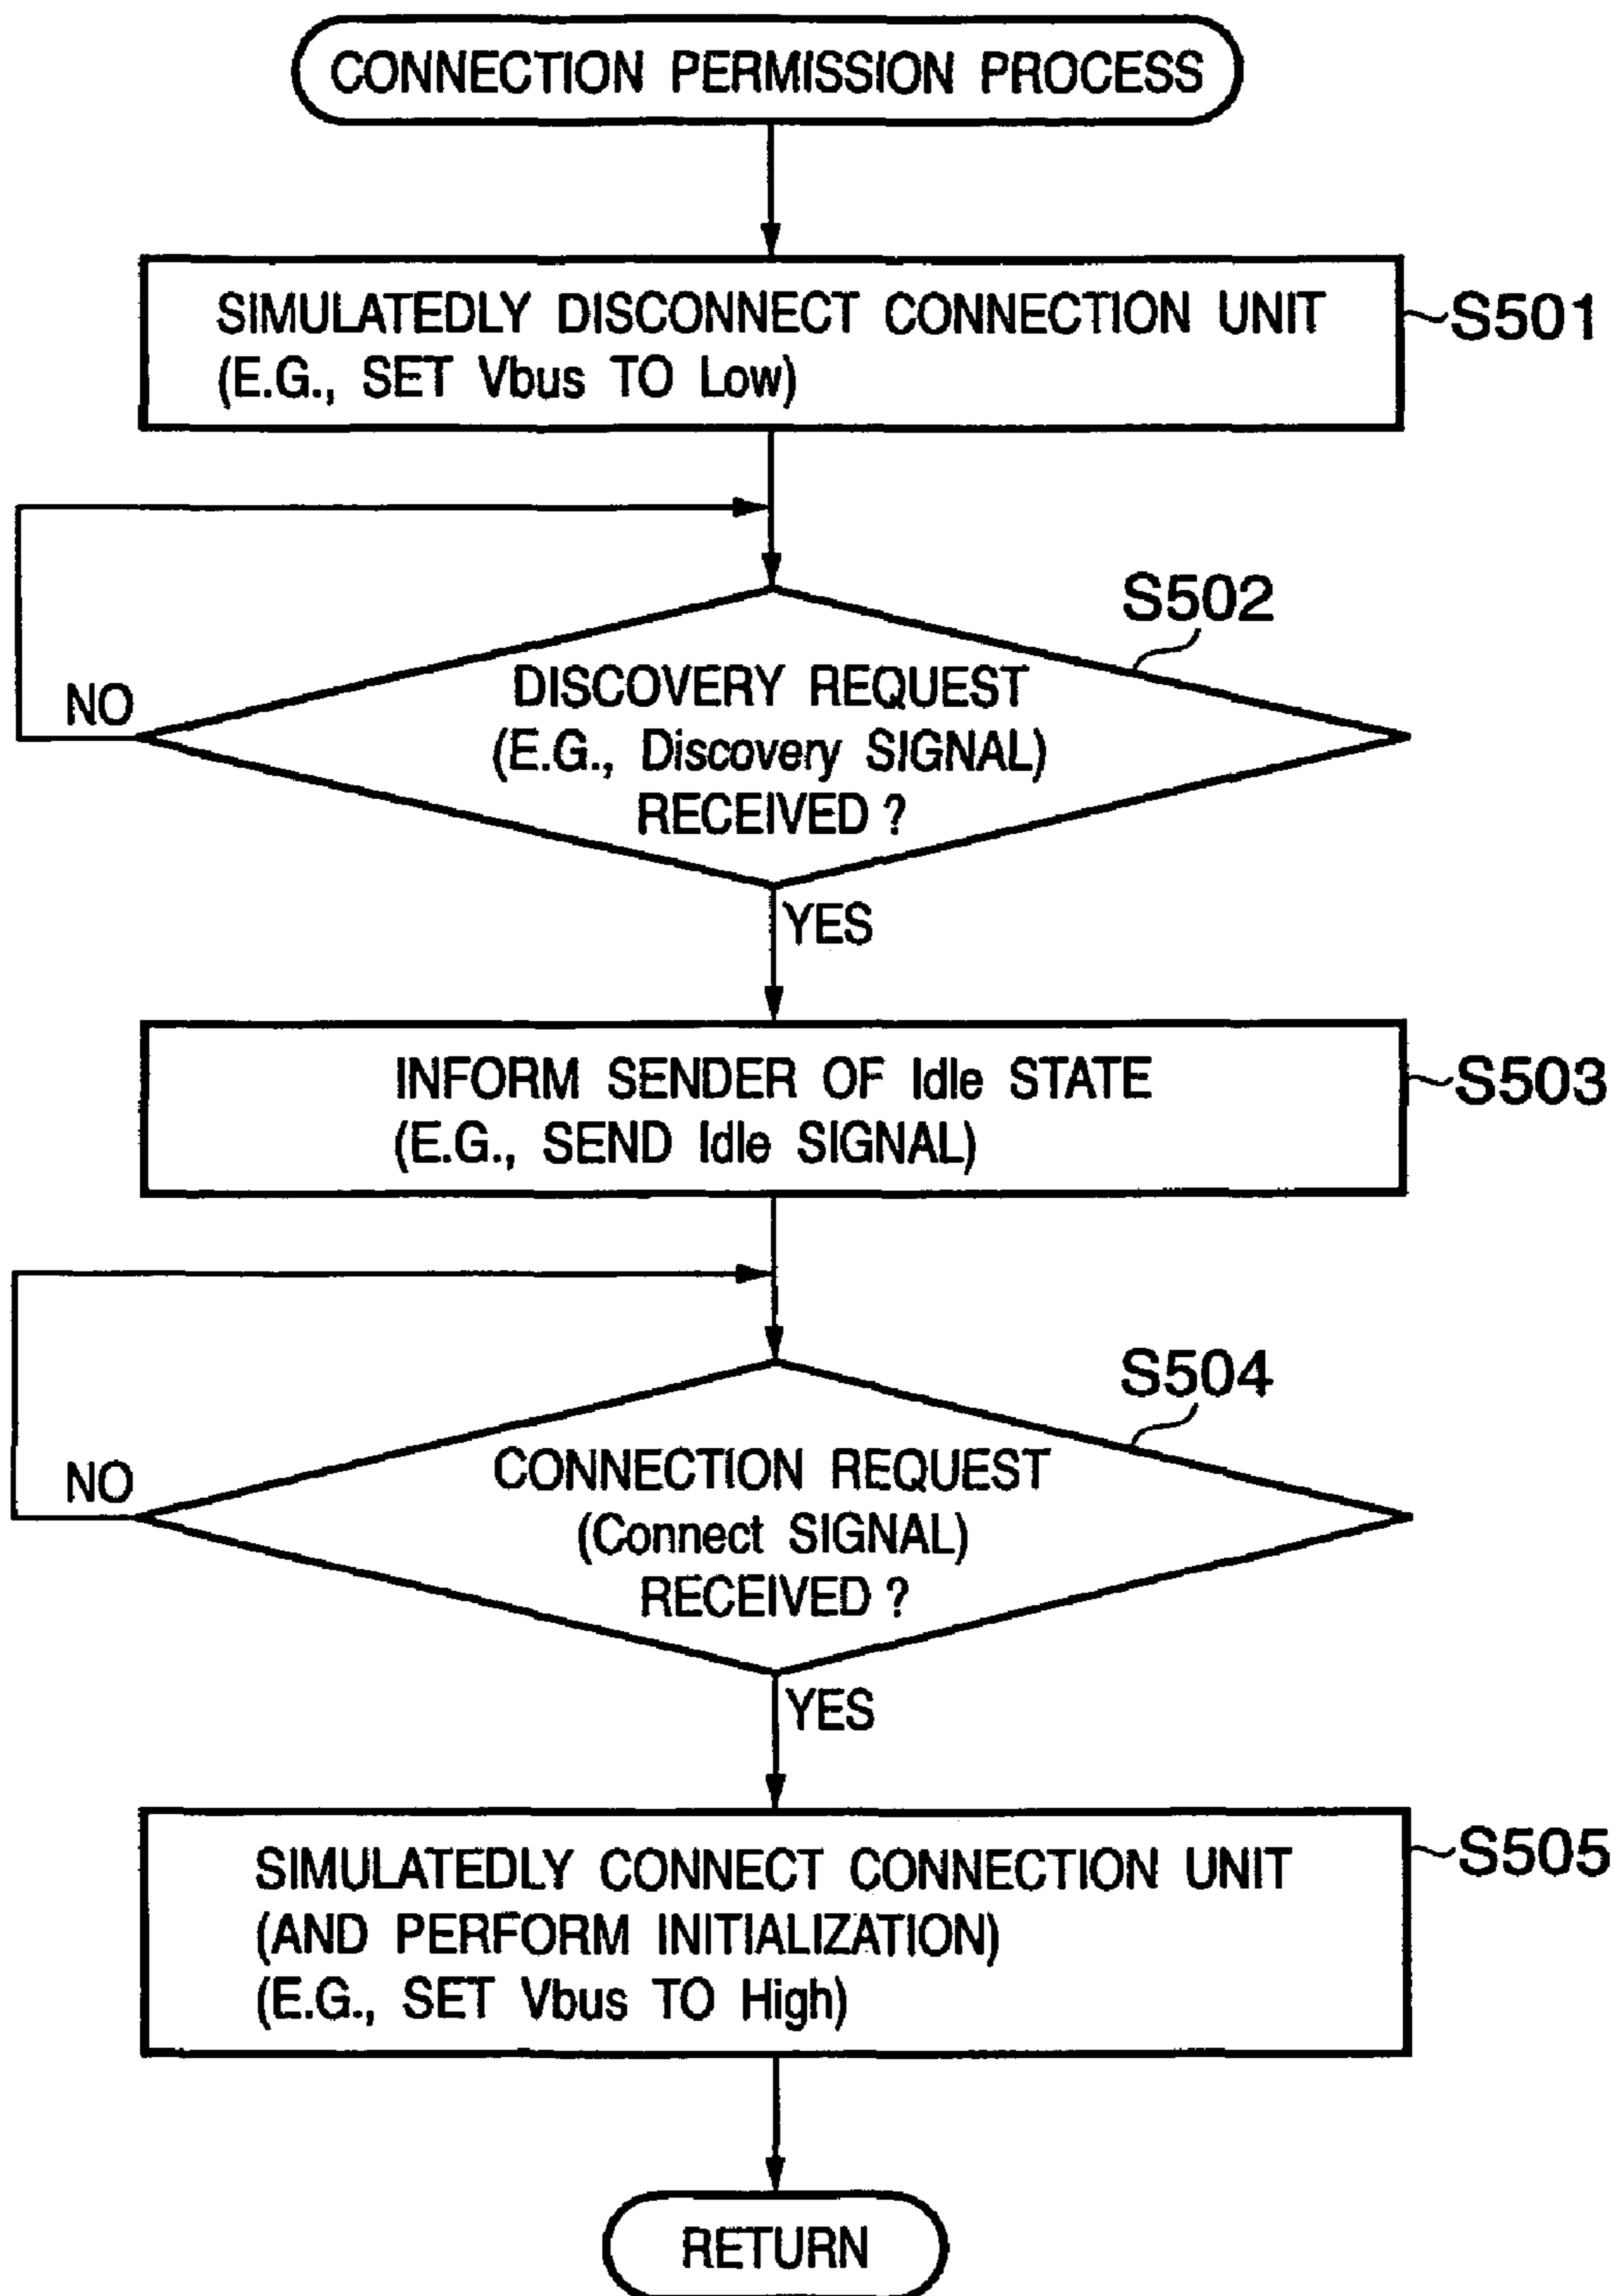 CONNECTION PERMISSION PROCESS
SIMULATEDLY DISCONNECT CONNECTION UNIT
(E.G., SET Vbus TO Low)
S501
S502
DISCOVERY REQUEST
(E.G., Discovery SIGNAL)
RECEIVED ?
NO
YES
INFORM SENDER OF Idle STATE
(E.G., SEND Idle SIGNAL)
S503
S504
CONNECTION REQUEST
(Connect SIGNAL)
RECEIVED ?
NO
YES
SIMULATEDLY CONNECT CONNECTION UNIT
(AND PERFORM INITIALIZATION)
(E.G., SET Vbus TO High)
S505
RETURN